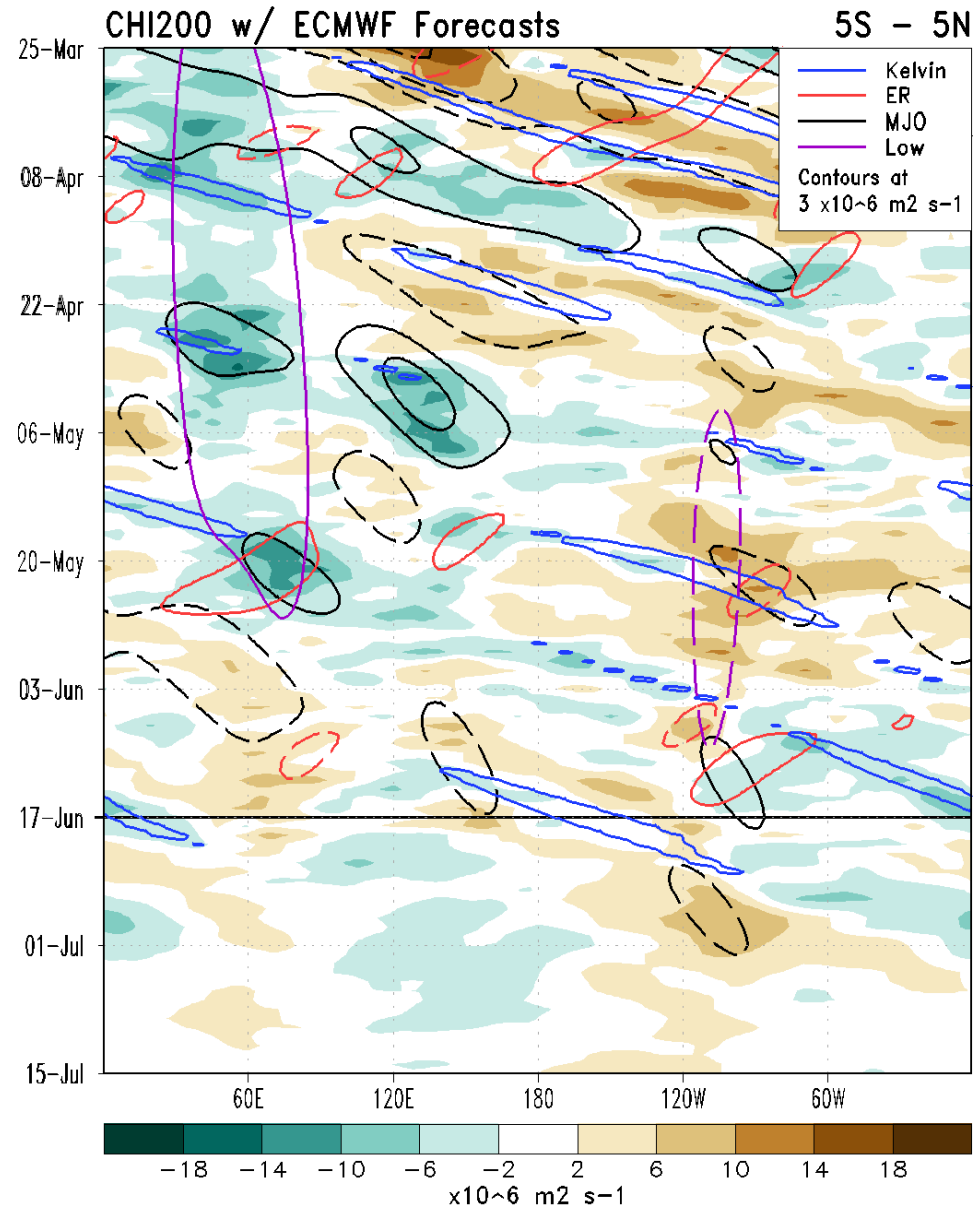 CHI200 w/ ECMWF Forecasts 5S - 5N
25-Mar
Kelvin
ER
MJO
Low
Contours at
3 x10^6 m2 s-1
08-Apr
22-Apr
06-May
20-May
03-Jun
17-Jun
01-Jul
15-Jul
60E 120E 180 120W 60W
-18 -14 -10 -6 -2 2 6 10 14 18
x10^6 m2 s-1